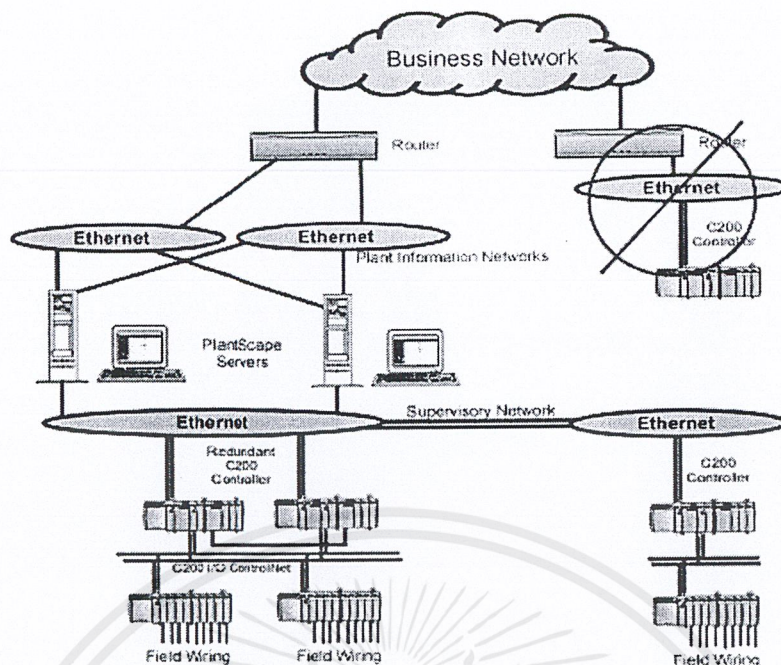 Business Network
Router
Router
Ethernet
C200
Controller
Ethernet
Ethernet
Plant Information Networks
PlantScape
Servers
Supervisory Network
Ethernet
Ethernet
Redundant
C200
Controller
C200
Controller
C200 I/O ControlNet
Field Wiring
Field Wiring
Field Wiring